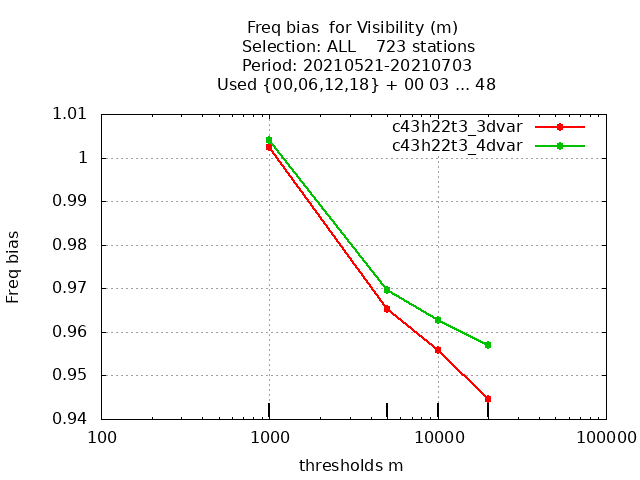 Freq bias  for Visibility (m)
Selection: ALL    723 stations
Period: 20210521-20210703
Used {00,06,12,18} + 00 03 ... 48
c43h22t3_3dvar
c43h22t3_4dvar
Freq bias
1.01
1
0.99
0.98
0.97
0.96
0.95
0.94
100
1000
10000
100000
thresholds m